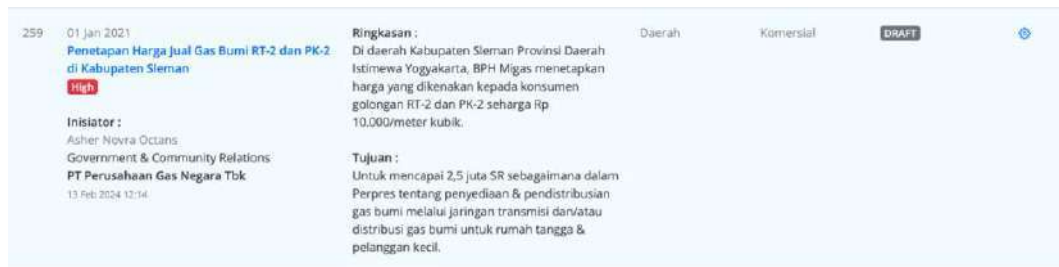 259
01 Jan 2021
Penetapan Harga Jual Gas Bumi RT-2 dan PK-2
di Kabupaten Sleman
High
Inisiator :
Asher Novra Octans
Government & Community Relations
PT Perusahaan Gas Negara Tbk
13 Feb 2024 12:14
Ringkasan :
Di daerah Kabupaten Sleman Provinsi Daerah
Istimewa Yogyakarta, BPH Migas menetapkan
harga yang dikenakan kepada konsumen
golongan RT-2 dan PK-2 seharga Rp
10.000/meter kubik.
Tujuan :
Untuk mencapai 2,5 juta SR sebagaimana dalam
Perpres tentang penyediaan & pendistribusian
gas bumi melalui jaringan transmisi dan/atau
distribusi gas bumi untuk rumah tangga &
pelanggan kecil.
Daerah
Komersial
DRAFT